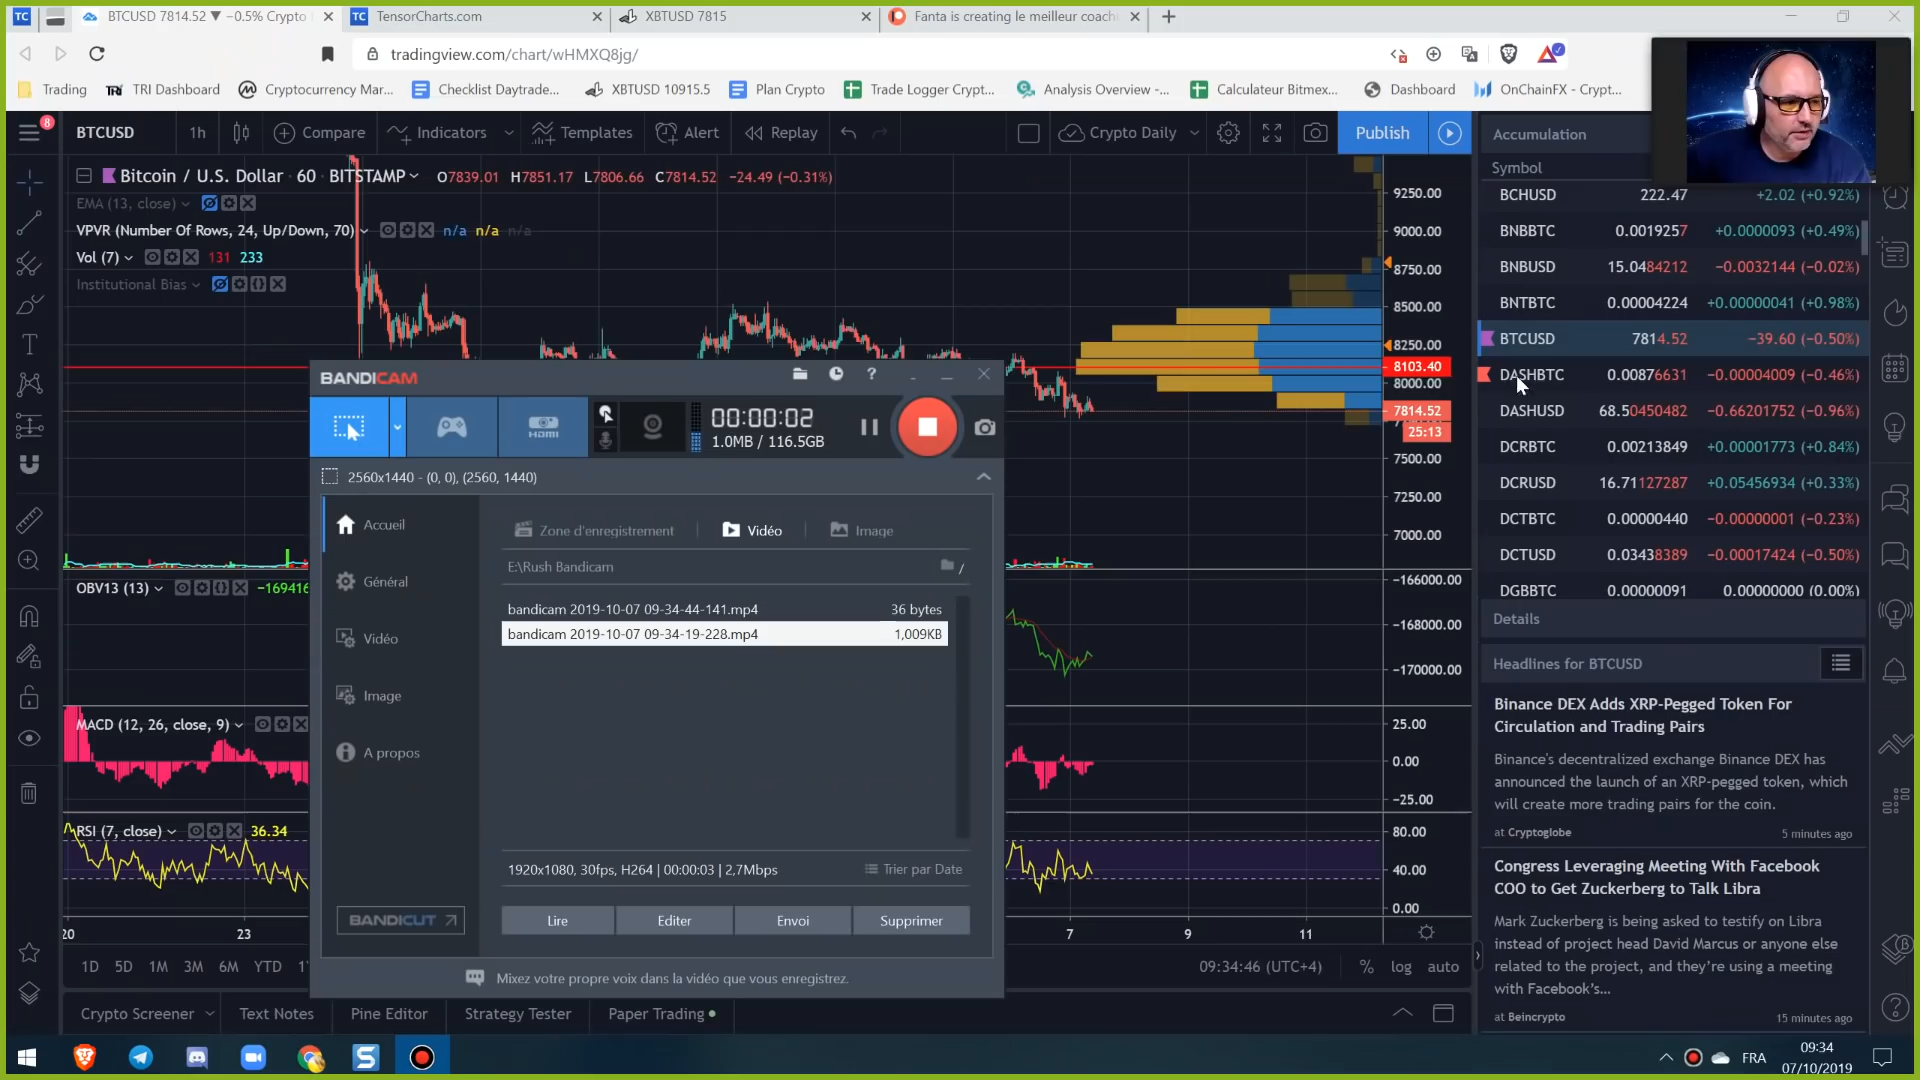 BTCUSD 7814.52 ▼ −0.5% Crypto
TensorCharts.com
XBTUSD 7815
Fanta is creating le meilleur coachi
tradingview.com/chart/wHMXQ8jg/
Trading
TRI Dashboard
Cryptocurrency Mar...
Checklist Daytrade...
XBTUSD 10915.5
Plan Crypto
Trade Logger Crypt...
Analysis Overview -...
Calculateur Bitmex...
Dashboard
OnChainFX - Crypt...
8
BTCUSD
1h
Compare
Indicators
Templates
Alert
Replay
Crypto Daily
Publish
Accumulation
Symbol
Bitcoin / U.S. Dollar · 60 · BITSTAMP
O7839.01 H7851.17 L7806.66 C7814.52 −24.49 (−0.31%)
EMA (13, close)
VPVR (Number Of Rows, 24, Up/Down, 70) n/a n/a n/a
Vol (7) 131 233
Institutional Bias
9250.00
9000.00
8750.00
8500.00
8250.00
8103.40
8000.00
7814.52
25:13
7500.00
7250.00
7000.00
BCHUSD 222.47 +2.02 (+0.92%)
BNBBTC 0.0019257 +0.0000093 (+0.49%)
BNBUSD 15.0484212 −0.0032144 (−0.02%)
BNTBTC 0.00004224 +0.00000041 (+0.98%)
BTCUSD 7814.52 −39.60 (−0.50%)
DASHBTC 0.00876631 −0.00004009 (−0.46%)
DASHUSD 68.50450482 −0.66201752 (−0.96%)
DCRBTC 0.00213849 +0.00001773 (+0.84%)
DCRUSD 16.71127287 +0.05456934 (+0.33%)
DCTBTC 0.00000440 −0.00000001 (−0.23%)
DCTUSD 0.03438389 −0.00017424 (−0.50%)
DGBBTC 0.00000091 0.00000000 (0.00%)
BANDICAM
?
HDMI
00:00:02
1.0MB / 116.5GB
2560x1440 - (0, 0), (2560, 1440)
Accueil
Général
Vidéo
Image
A propos
BANDICUT
Zone d'enregistrement
Vidéo
Image
E:\Rush Bandicam
/
bandicam 2019-10-07 09-34-44-141.mp4 36 bytes
bandicam 2019-10-07 09-34-19-228.mp4 1,009KB
1920x1080, 30fps, H264 | 00:00:03 | 2,7Mbps
Trier par Date
Lire
Editer
Envoi
Supprimer
Mixez votre propre voix dans la vidéo que vous enregistrez.
OBV13 (13) −169416
−166000.00
−168000.00
−170000.00
MACD (12, 26, close, 9)
25.00
0.00
−25.00
RSI (7, close) 36.34
80.00
40.00
0.00
20
23
7
9
11
1D
5D
1M
3M
6M
YTD
09:34:46 (UTC+4)
%
log
auto
Crypto Screener
Text Notes
Pine Editor
Strategy Tester
Paper Trading
Details
Headlines for BTCUSD
Binance DEX Adds XRP-Pegged Token For
Circulation and Trading Pairs
Binance's decentralized exchange Binance DEX has
announced the launch of an XRP-pegged token, which
will create more trading pairs for the coin.
at Cryptoglobe 5 minutes ago
Congress Leveraging Meeting With Facebook
COO to Get Zuckerberg to Talk Libra
Mark Zuckerberg is being asked to testify on Libra
instead of project head David Marcus or anyone else
related to the project, and they're using a meeting
with Facebook's...
at Beincrypto 15 minutes ago
FRA
09:34
07/10/2019